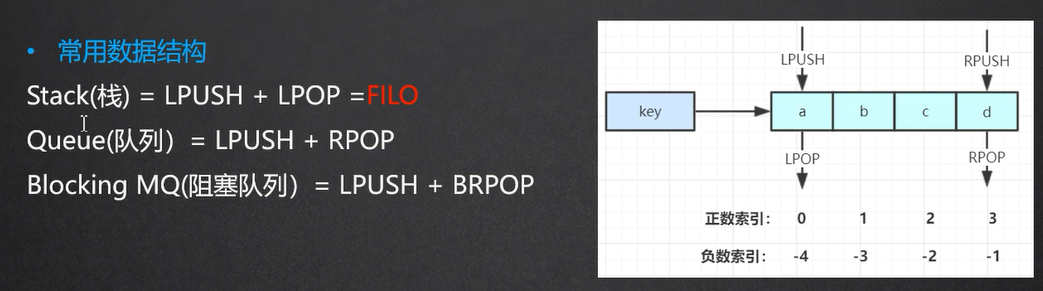 • 常用数据结构
Stack(栈) = LPUSH + LPOP =FILO
Queue(队列）= LPUSH + RPOP
Blocking MQ(阻塞队列）= LPUSH + BRPOP
LPUSH RPUSH
key a b c d
LPOP RPOP
正数索引： 0 1 2 3
负数索引： -4 -3 -2 -1